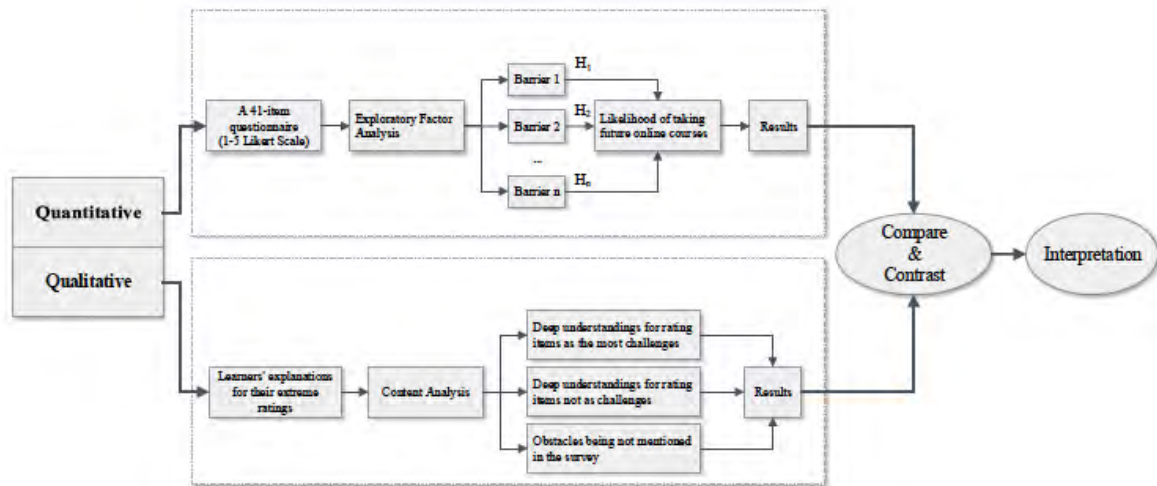 Quantitative
Qualitative
A 41-item
questionnaire
(1-5 Likert Scale)
Exploratory Factor
Analysis
Barrier 1
Barrier 2
...
Barrier n
H1
H2
Hn
Likelihood of taking
future online courses
Results
Learners' explanations
for their extreme
ratings
Content Analysis
Deep understandings for rating
items as the most challenges
Deep understandings for rating
items not as challenges
Obstacles being not mentioned
in the survey
Results
Compare
&
Contrast
Interpretation